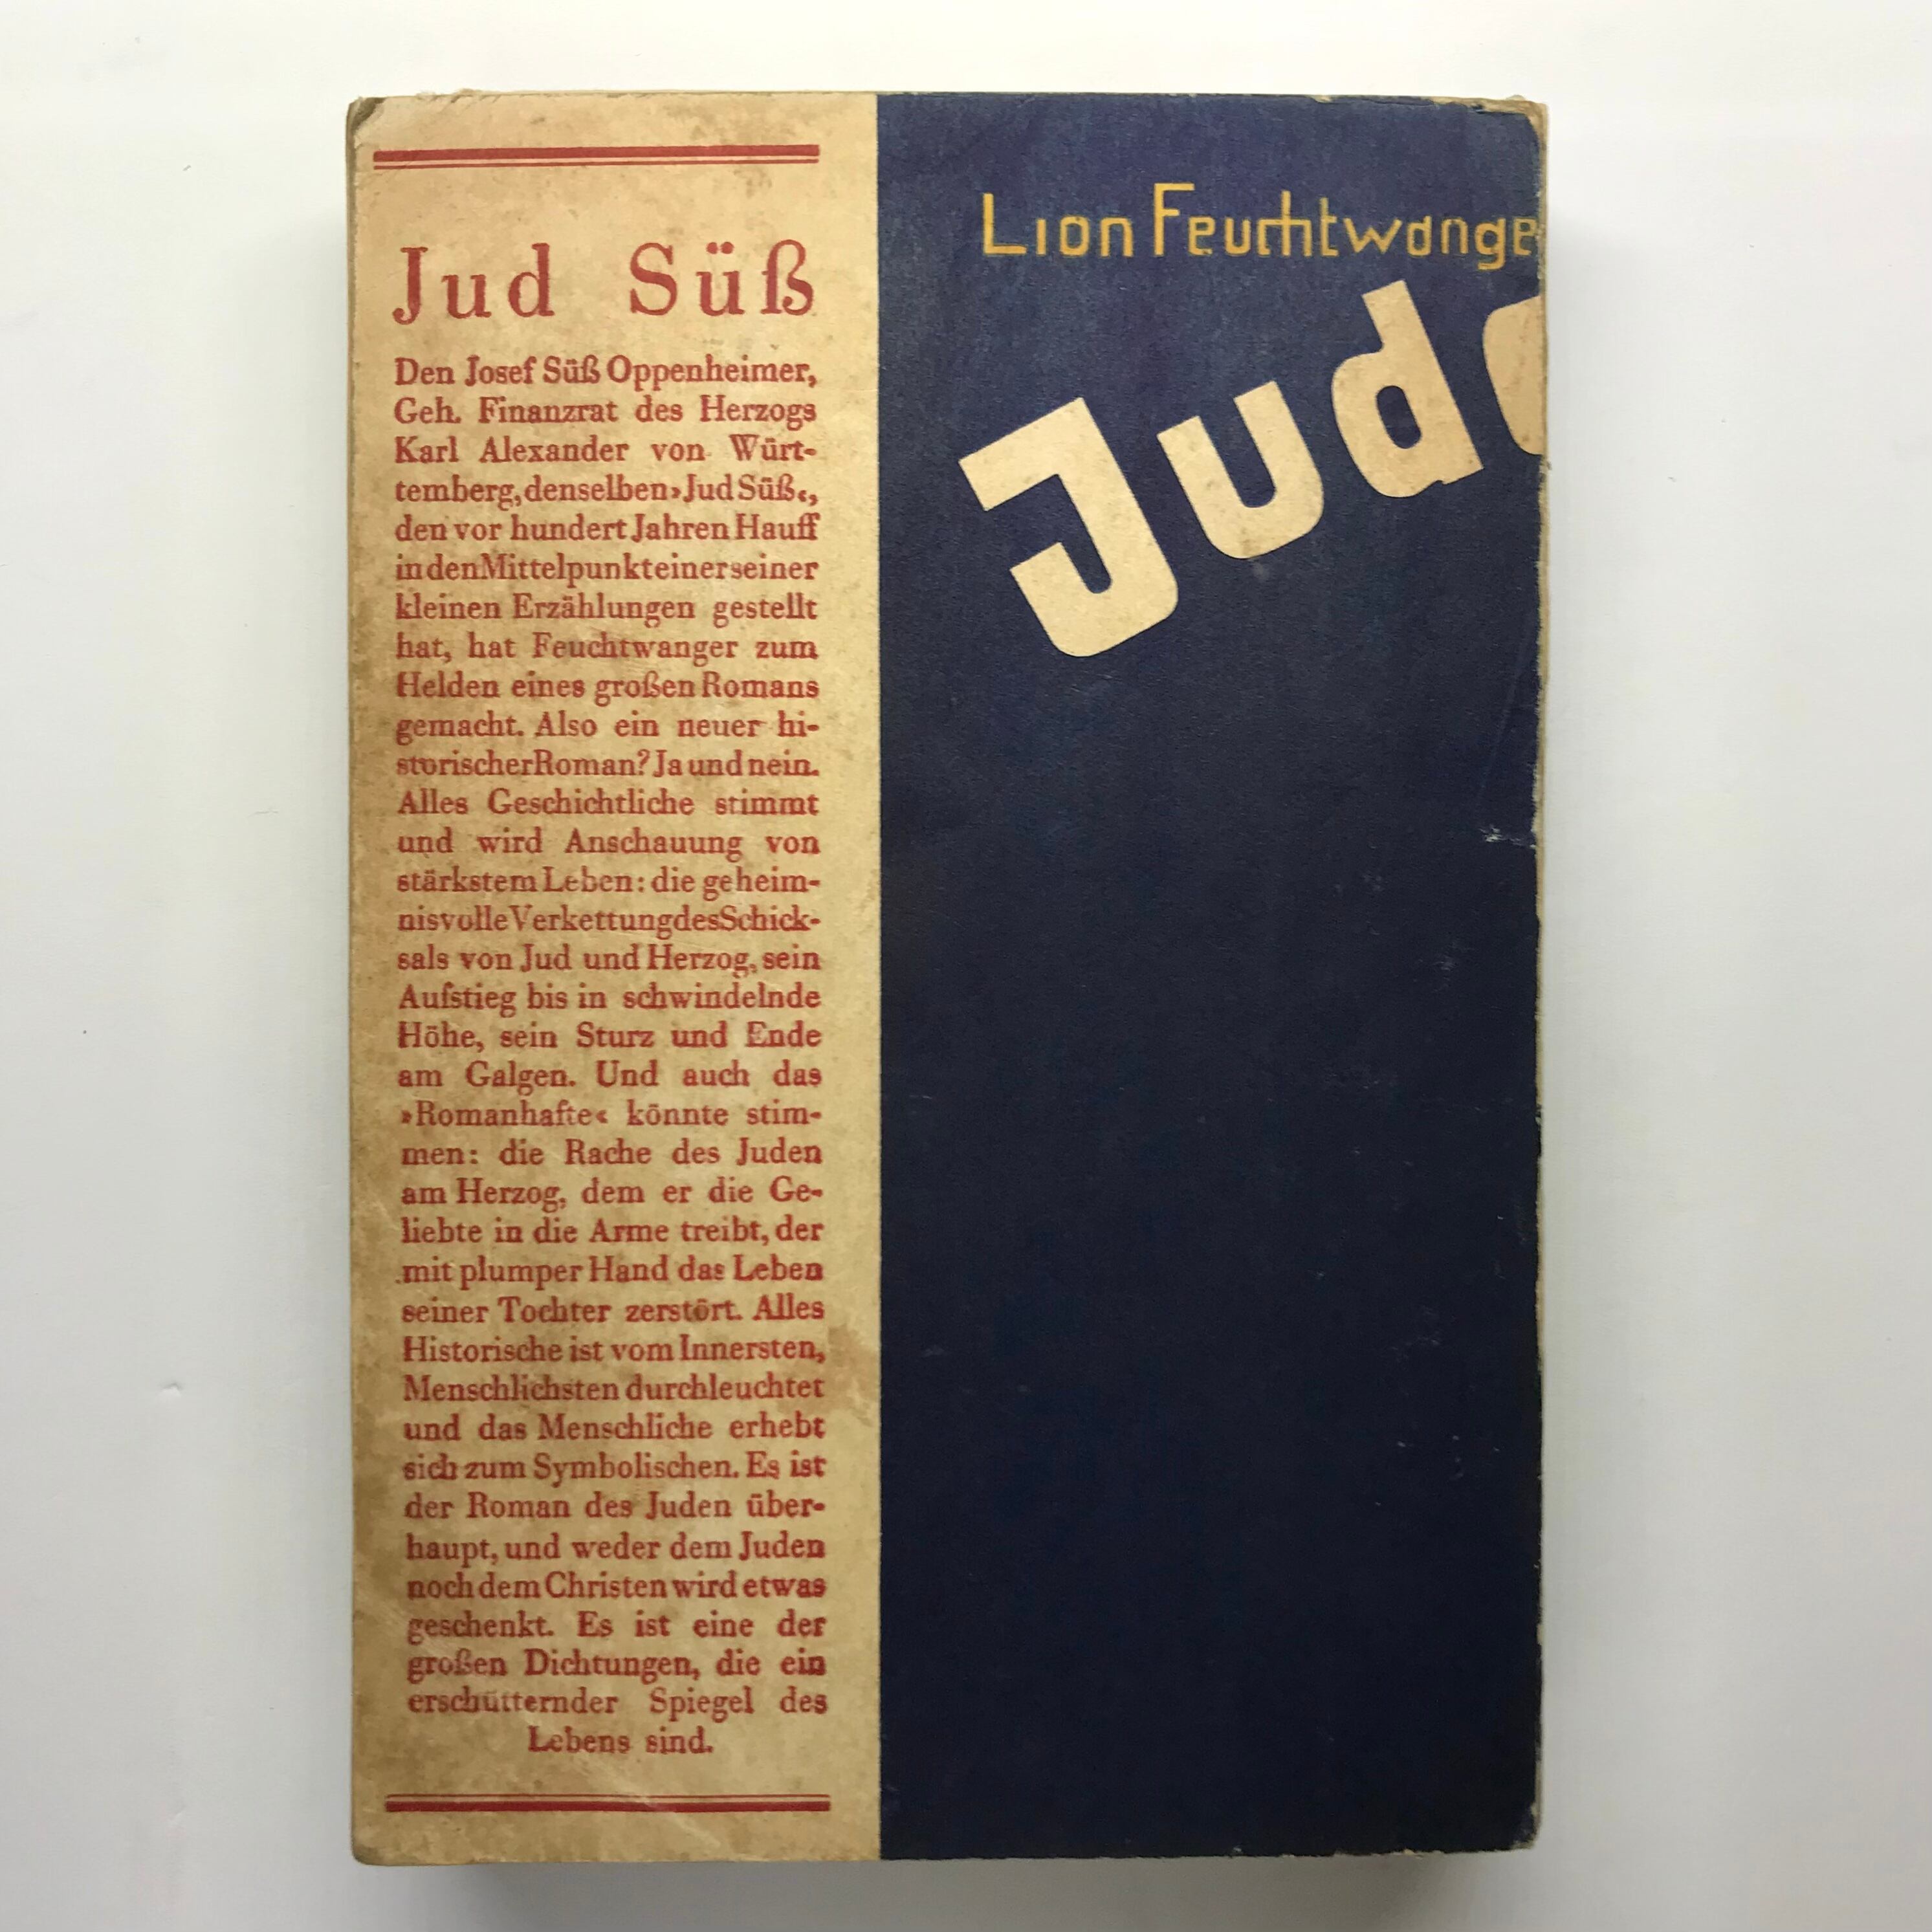 Jud Süß
Den Josef Süß Oppenheimer,
Geh. Finanzrat des Herzogs
Karl Alexander von Würt-
temberg, denselben »Jud Süß«,
den vor hundert Jahren Hauff
in den Mittelpunkt einer seiner
kleinen Erzählungen gestellt
hat, hat Feuchtwanger zum
Helden eines großen Romans
gemacht. Also ein neuer hi-
storischer Roman? Ja und nein.
Alles Geschichtliche stimmt
und wird Anschauung von
stärkstem Leben: die geheim-
nisvolle Verkettung des Schick-
sals von Jud und Herzog, sein
Aufstieg bis in schwindelnde
Höhe, sein Sturz und Ende
am Galgen. Und auch das
»Romanhafte« könnte stim-
men: die Rache des Juden
am Herzog, dem er die Ge-
liebte in die Arme treibt, der
mit plumper Hand das Leben
seiner Tochter zerstört. Alles
Historische ist vom Innersten,
Menschlichsten durchleuchtet
und das Menschliche erhebt
sich zum Symbolischen. Es ist
der Roman des Juden über-
haupt, und weder dem Juden
noch dem Christen wird etwas
geschenkt. Es ist eine der
großen Dichtungen, die ein
erschütternder Spiegel des
Lebens sind.
Lion Feuchtwange
Jud